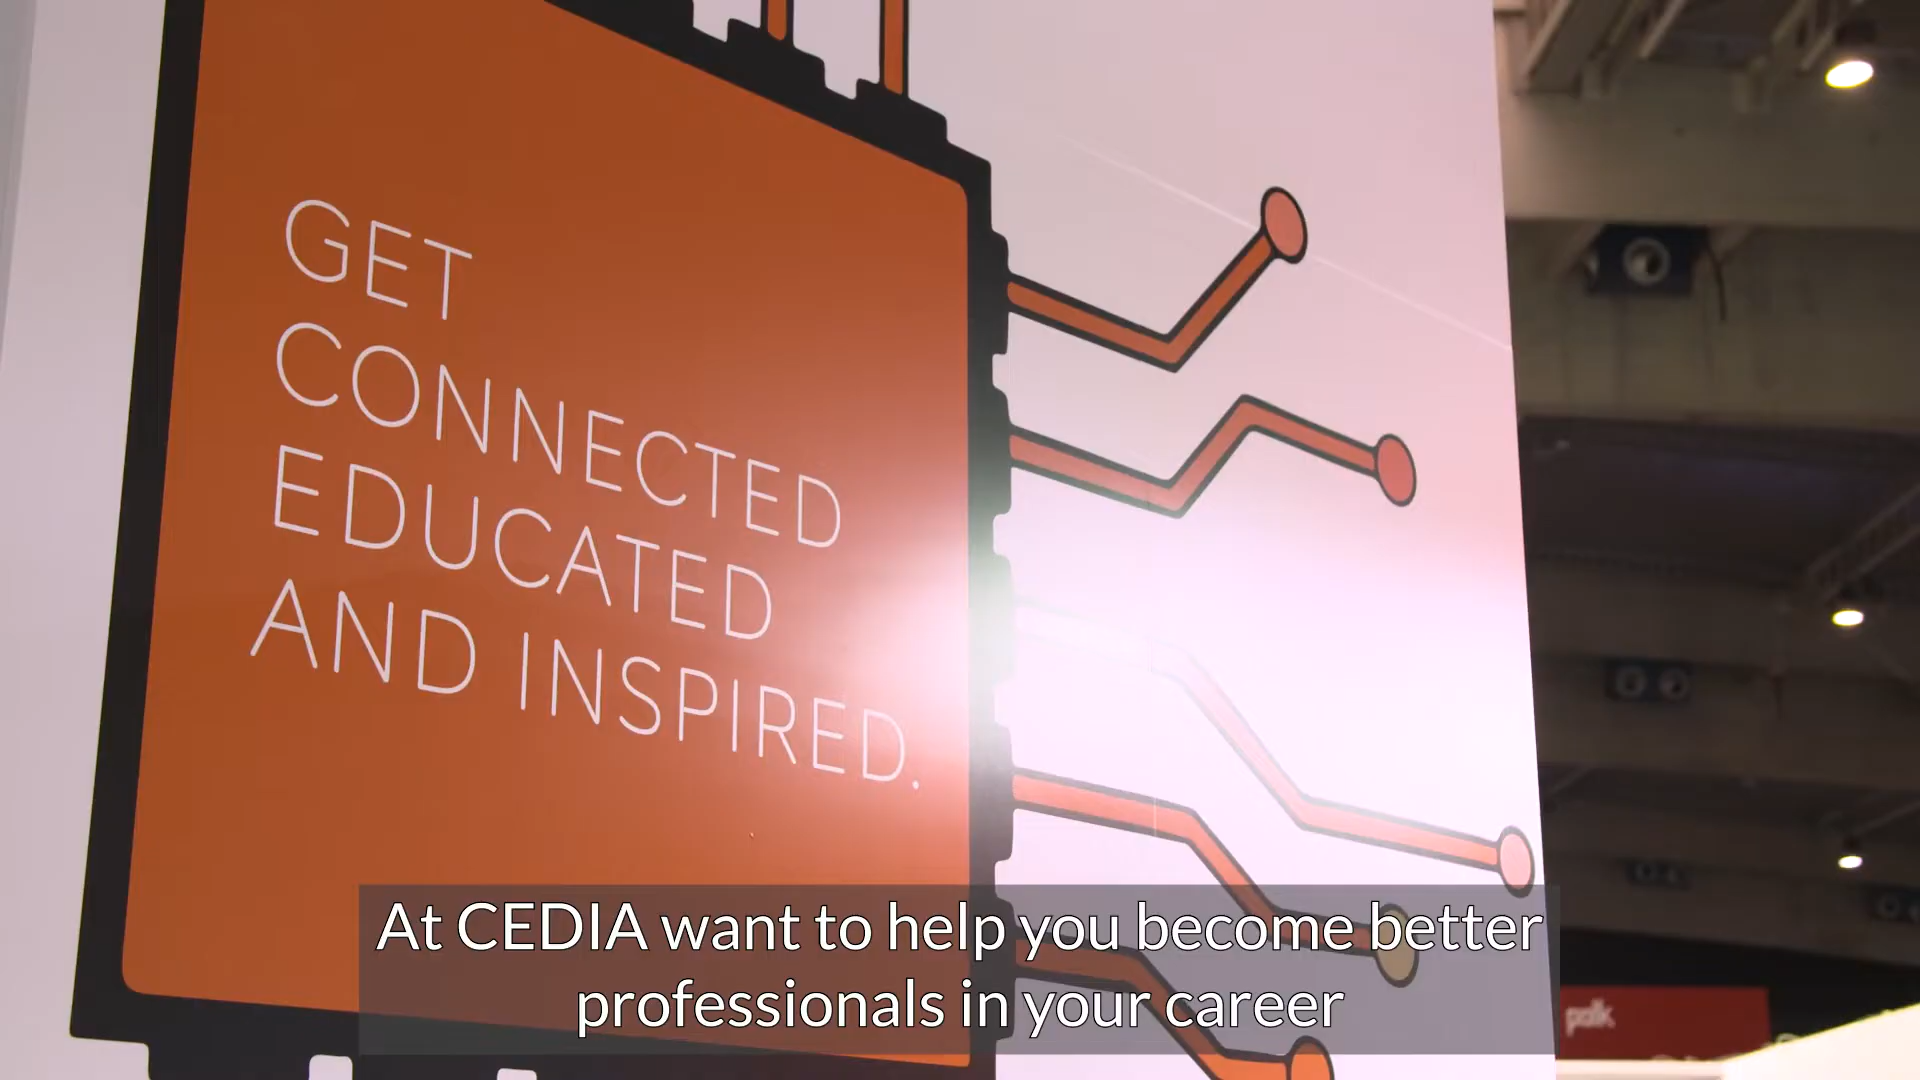 GET
CONNECTED
EDUCATED
AND INSPIRED.
At CEDIA want to help you become better
professionals in your career
polk